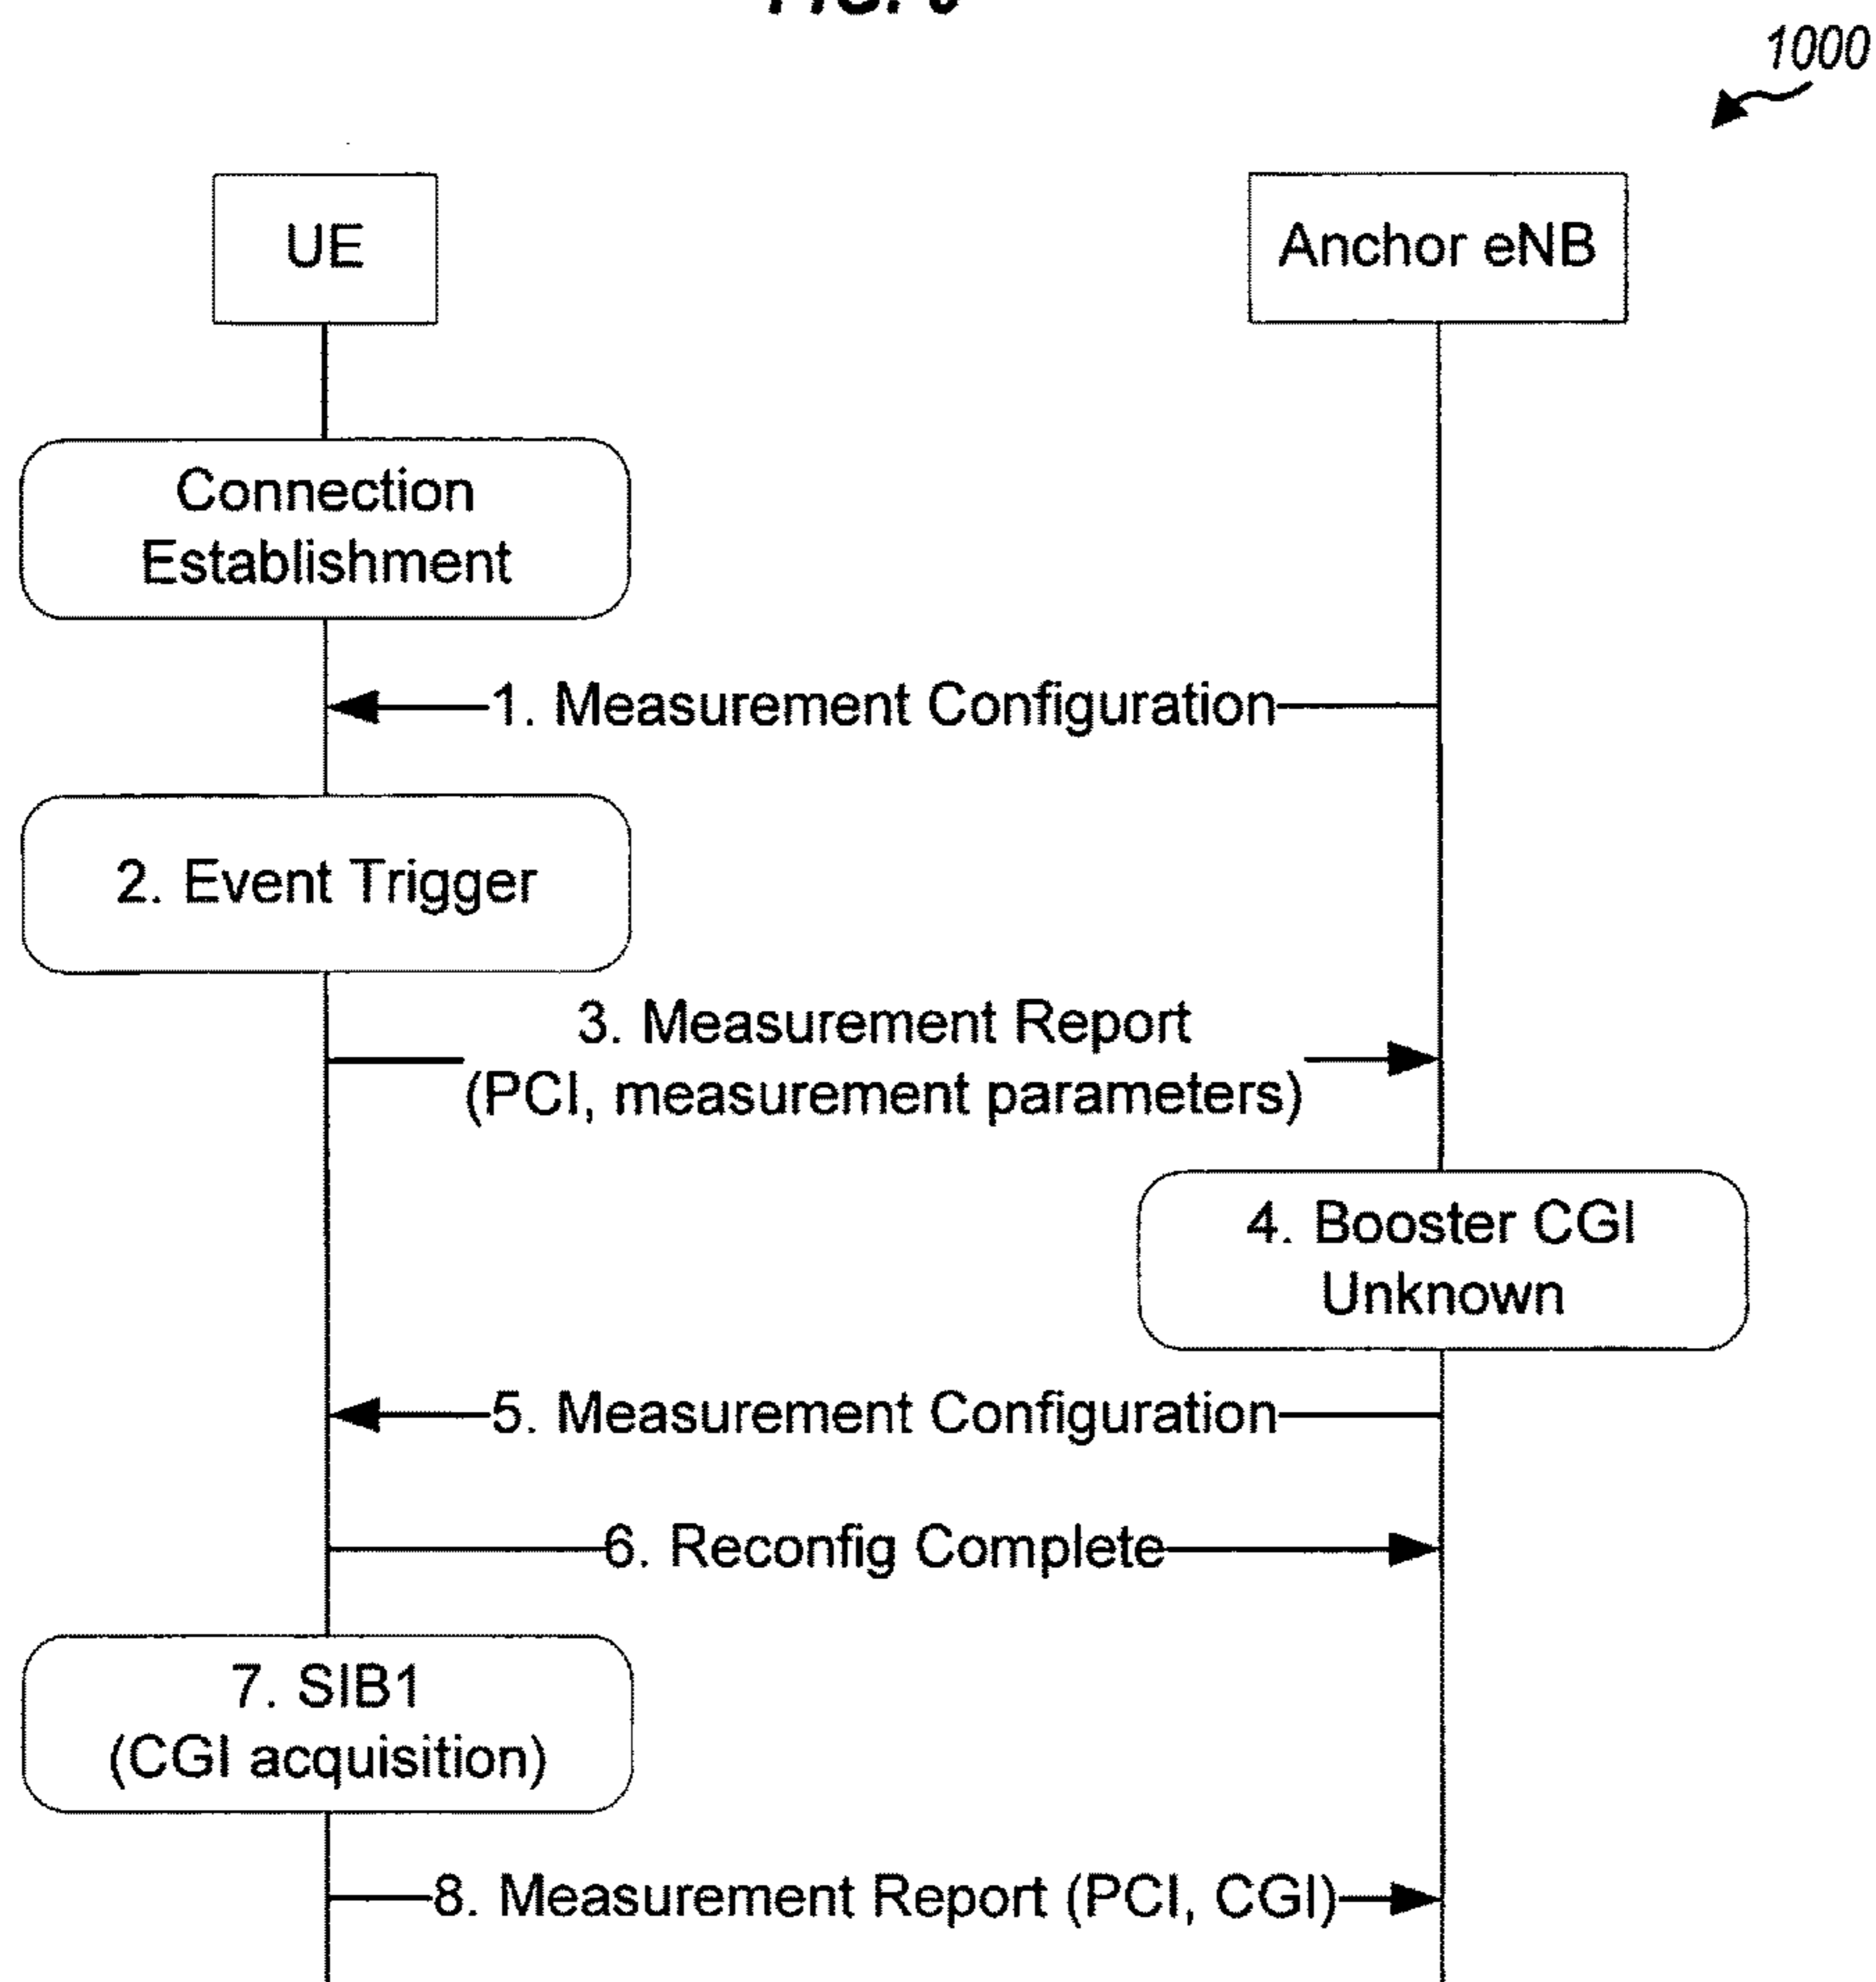 1000
UE
Anchor eNB
Connection
Establishment
1. Measurement Configuration
2. Event Trigger
3. Measurement Report
(PCI, measurement parameters)
4. Booster CGI
Unknown
5. Measurement Configuration
6. Reconfig Complete
7. SIB1
(CGI acquisition)
8. Measurement Report (PCI, CGI)